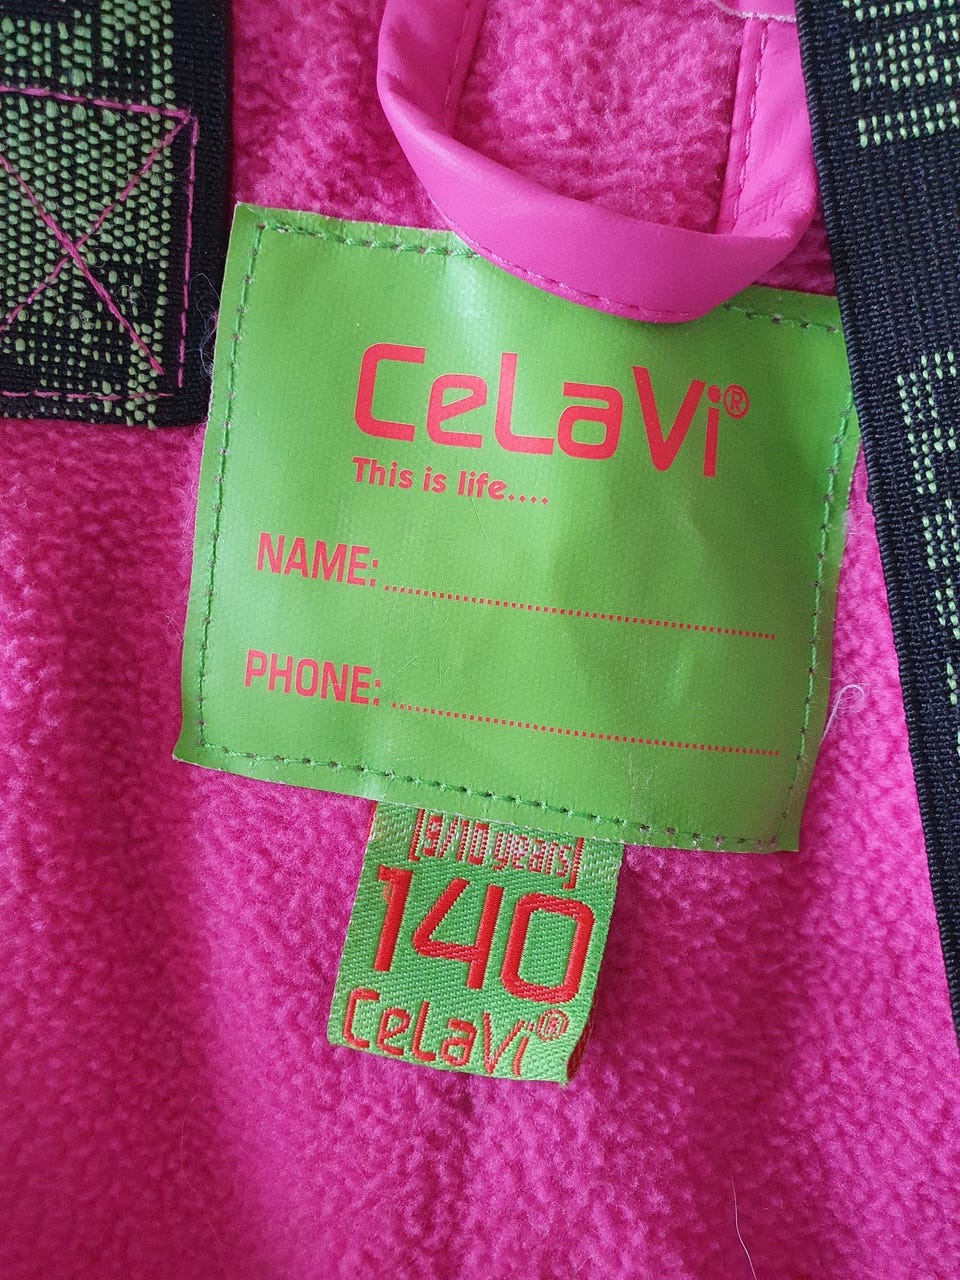 CeLaVi®
This is life....
NAME:
PHONE:
[9/10 years]
140
CeLaVi®